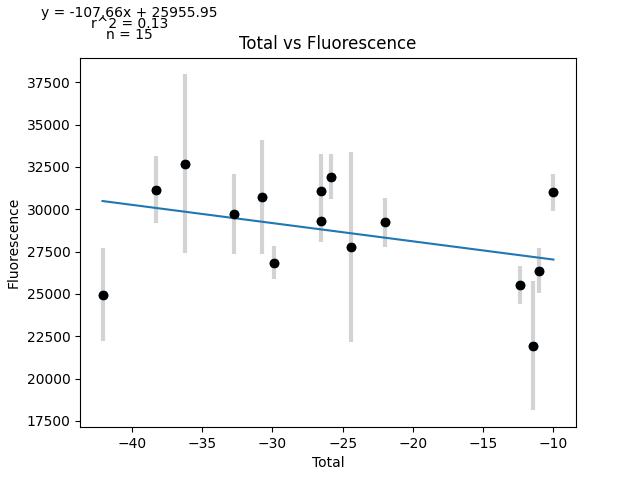 y = -107.66x + 25955.95
r^2 = 0.13
n = 15
Total vs Fluorescence
37500
35000
32500
30000
27500
25000
22500
20000
17500
Fluorescence
−40
−35
−30
−25
−20
−15
−10
Total